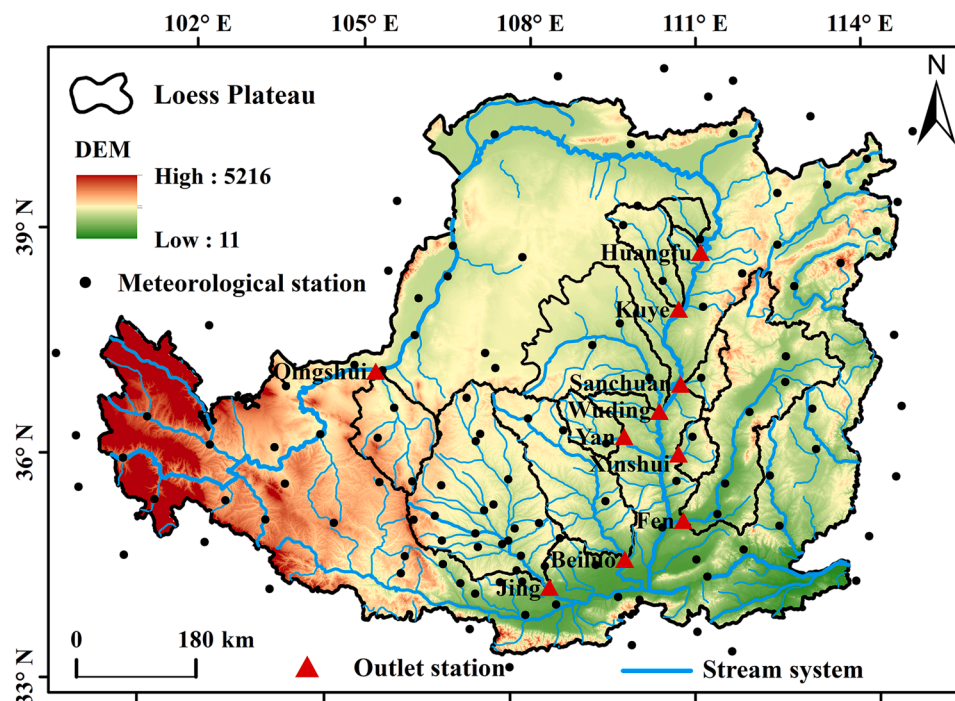 102° E 105° E 108° E 111° E 114° E
N
Loess Plateau
DEM
High : 5216
Low : 11
39° N
Meteorological station
Huangfu
Kuye
Qingshui
Sanchuan
Wuding
Yan
36° N
Xinshui
Fen
Beiluo
Jing
0 180 km
Outlet station
Stream system
33° N